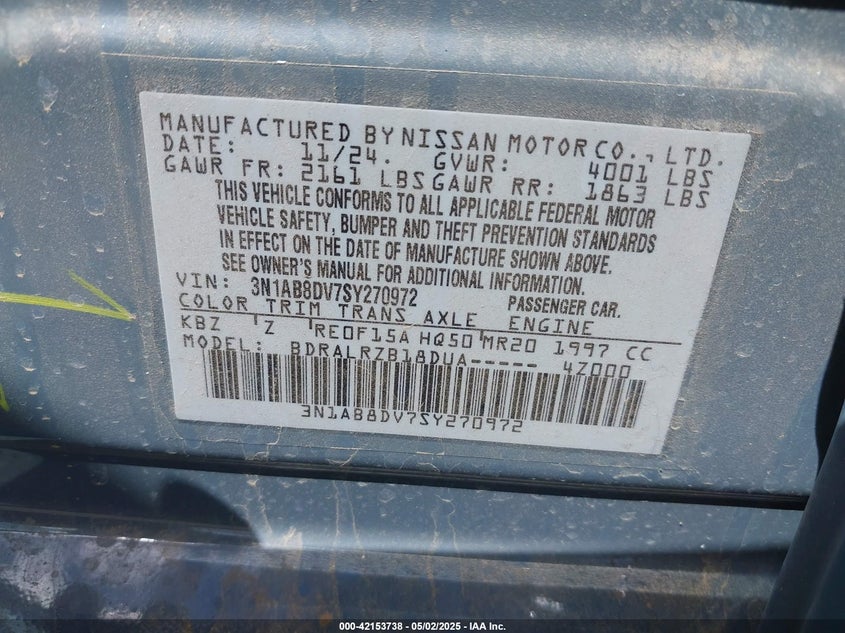 MANUFACTURED BY NISSAN MOTOR CO., LTD.
DATE: 11/24. GVWR: 4001 LBS
GAWR FR: 2161 LBS GAWR RR: 1863 LBS
THIS VEHICLE CONFORMS TO ALL APPLICABLE FEDERAL MOTOR
VEHICLE SAFETY, BUMPER AND THEFT PREVENTION STANDARDS
IN EFFECT ON THE DATE OF MANUFACTURE SHOWN ABOVE.
SEE OWNER'S MANUAL FOR ADDITIONAL INFORMATION.
VIN: 3N1AB8DV7SY270972 PASSENGER CAR.
COLOR TRIM TRANS AXLE ENGINE
KBZ Z RE0F15A HQ50 MR20 1997 CC
MODEL: BDRALRZB18DUA----- 4Z000
3N1AB8DV7SY270972
000-42153738 - 05/02/2025 - IAA Inc.